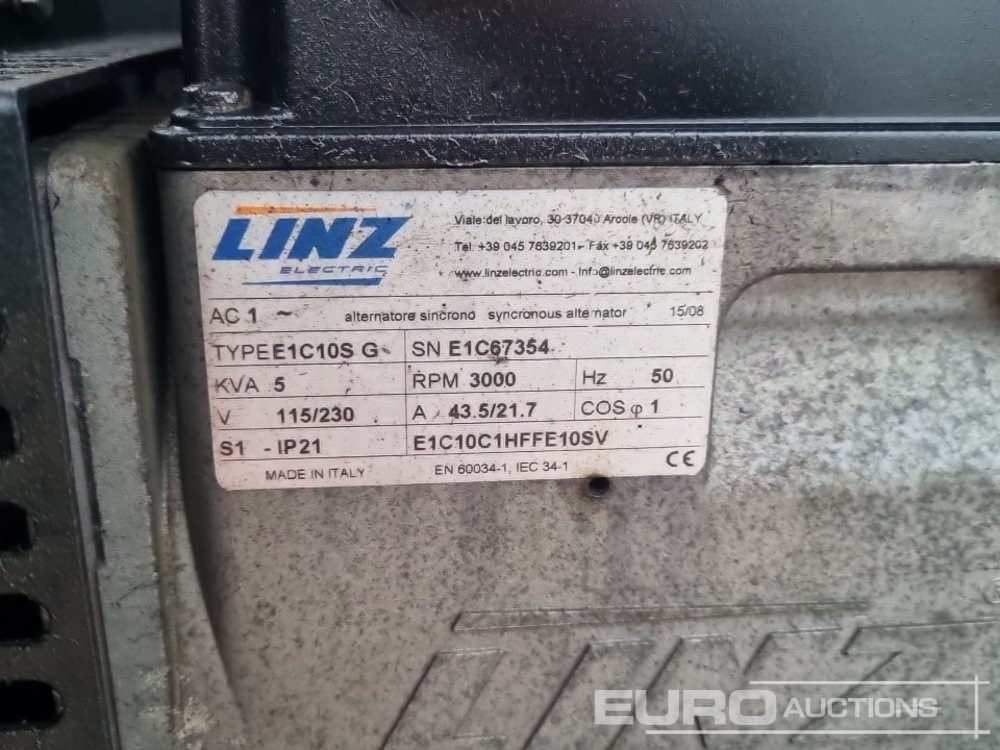 LINZ
ELECTRIC
Viale del lavoro, 30-37040 Arcole (VR) ITALY
Tel. +39 045 7639201 - Fax +39 045 7639202
www.linzelectric.com - Info@linzelectric.com
AC 1 ~ alternatore sincrono syncronous alternator 15/08
TYPE E1C10S G SN E1C67354
KVA 5 RPM 3000 Hz 50
V 115/230 A 43.5/21.7 COS φ 1
S1 - IP21 E1C10C1HFFE10SV
MADE IN ITALY EN 60034-1, IEC 34-1 CE
LINZ
EURO AUCTIONS